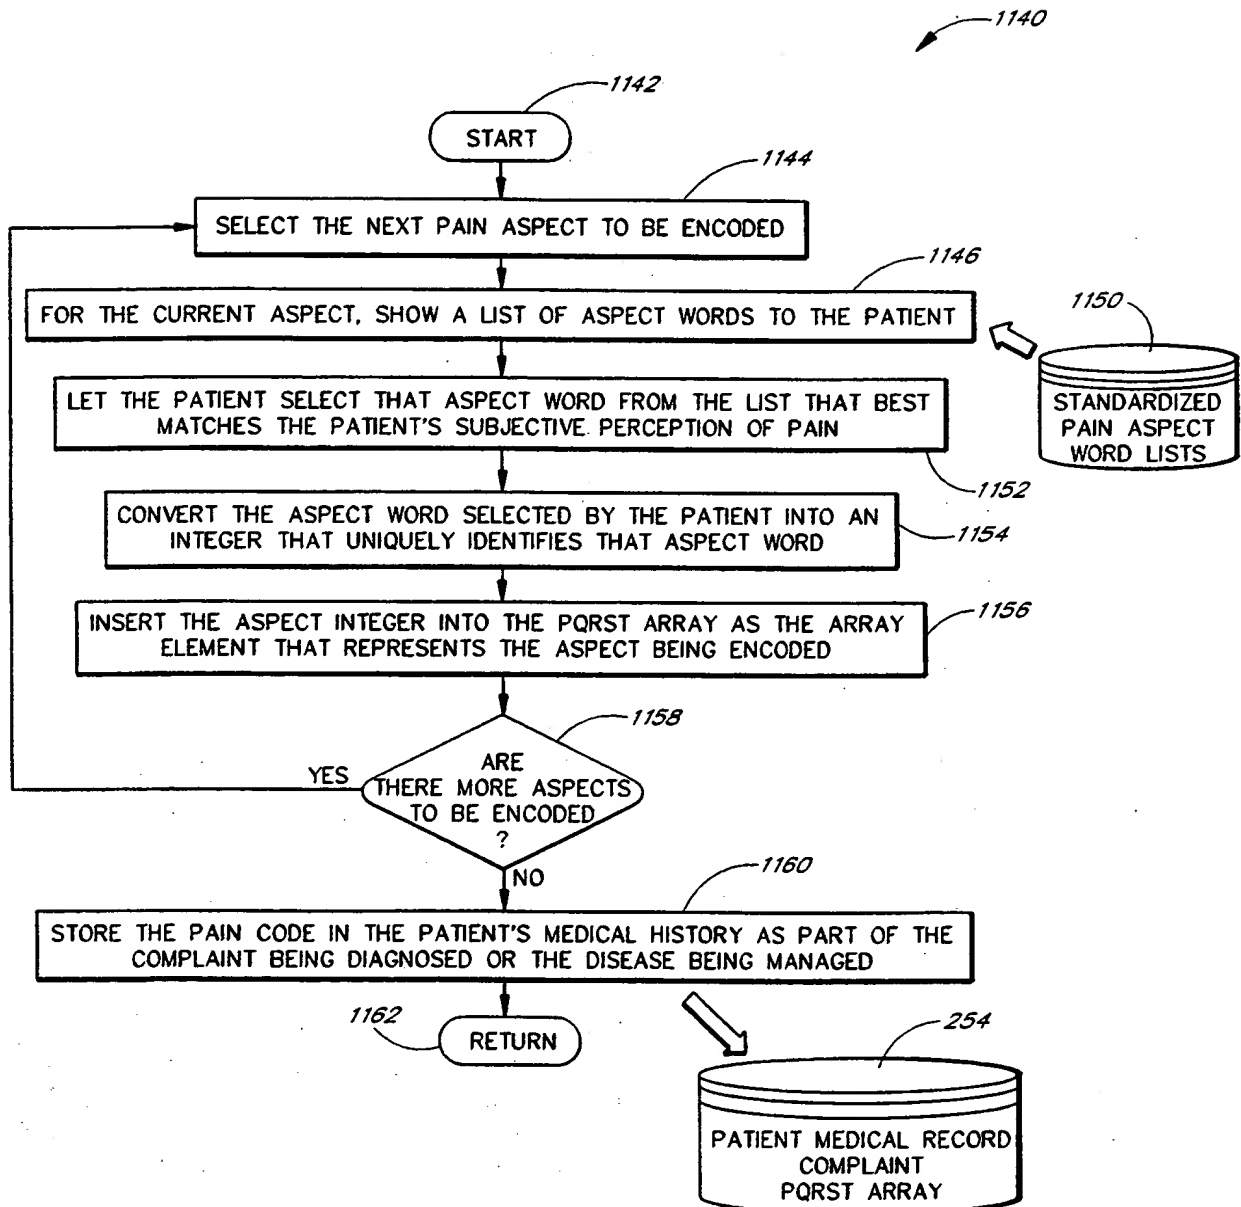 1140
1142
START
1144
SELECT THE NEXT PAIN ASPECT TO BE ENCODED
1146
FOR THE CURRENT ASPECT, SHOW A LIST OF ASPECT WORDS TO THE PATIENT
1150
STANDARDIZED
PAIN ASPECT
WORD LISTS
LET THE PATIENT SELECT THAT ASPECT WORD FROM THE LIST THAT BEST
MATCHES THE PATIENT'S SUBJECTIVE PERCEPTION OF PAIN
1152
CONVERT THE ASPECT WORD SELECTED BY THE PATIENT INTO AN
INTEGER THAT UNIQUELY IDENTIFIES THAT ASPECT WORD
1154
INSERT THE ASPECT INTEGER INTO THE PQRST ARRAY AS THE ARRAY
ELEMENT THAT REPRESENTS THE ASPECT BEING ENCODED
1156
1158
ARE
THERE MORE ASPECTS
TO BE ENCODED
?
YES
NO
1160
STORE THE PAIN CODE IN THE PATIENT'S MEDICAL HISTORY AS PART OF THE
COMPLAINT BEING DIAGNOSED OR THE DISEASE BEING MANAGED
1162
RETURN
254
PATIENT MEDICAL RECORD
COMPLAINT
PQRST ARRAY